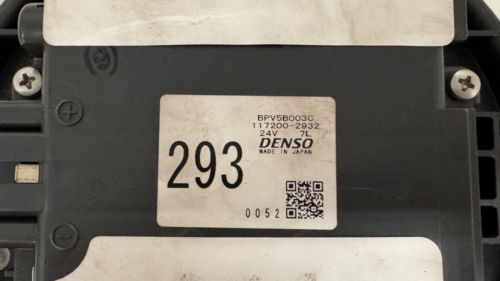 BPV5B003C
117200-2932
24V 7L
DENSO
MADE IN JAPAN
293
0052